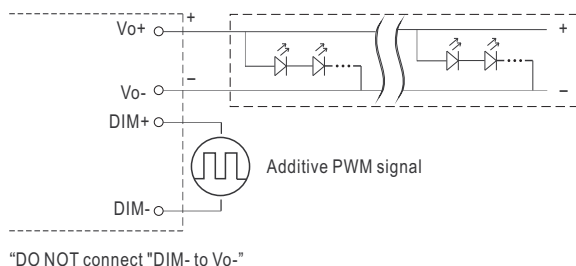 +
Vo+
+
Vo-
−
−
DIM+
Additive PWM signal
DIM-
“DO NOT connect "DIM- to Vo-”